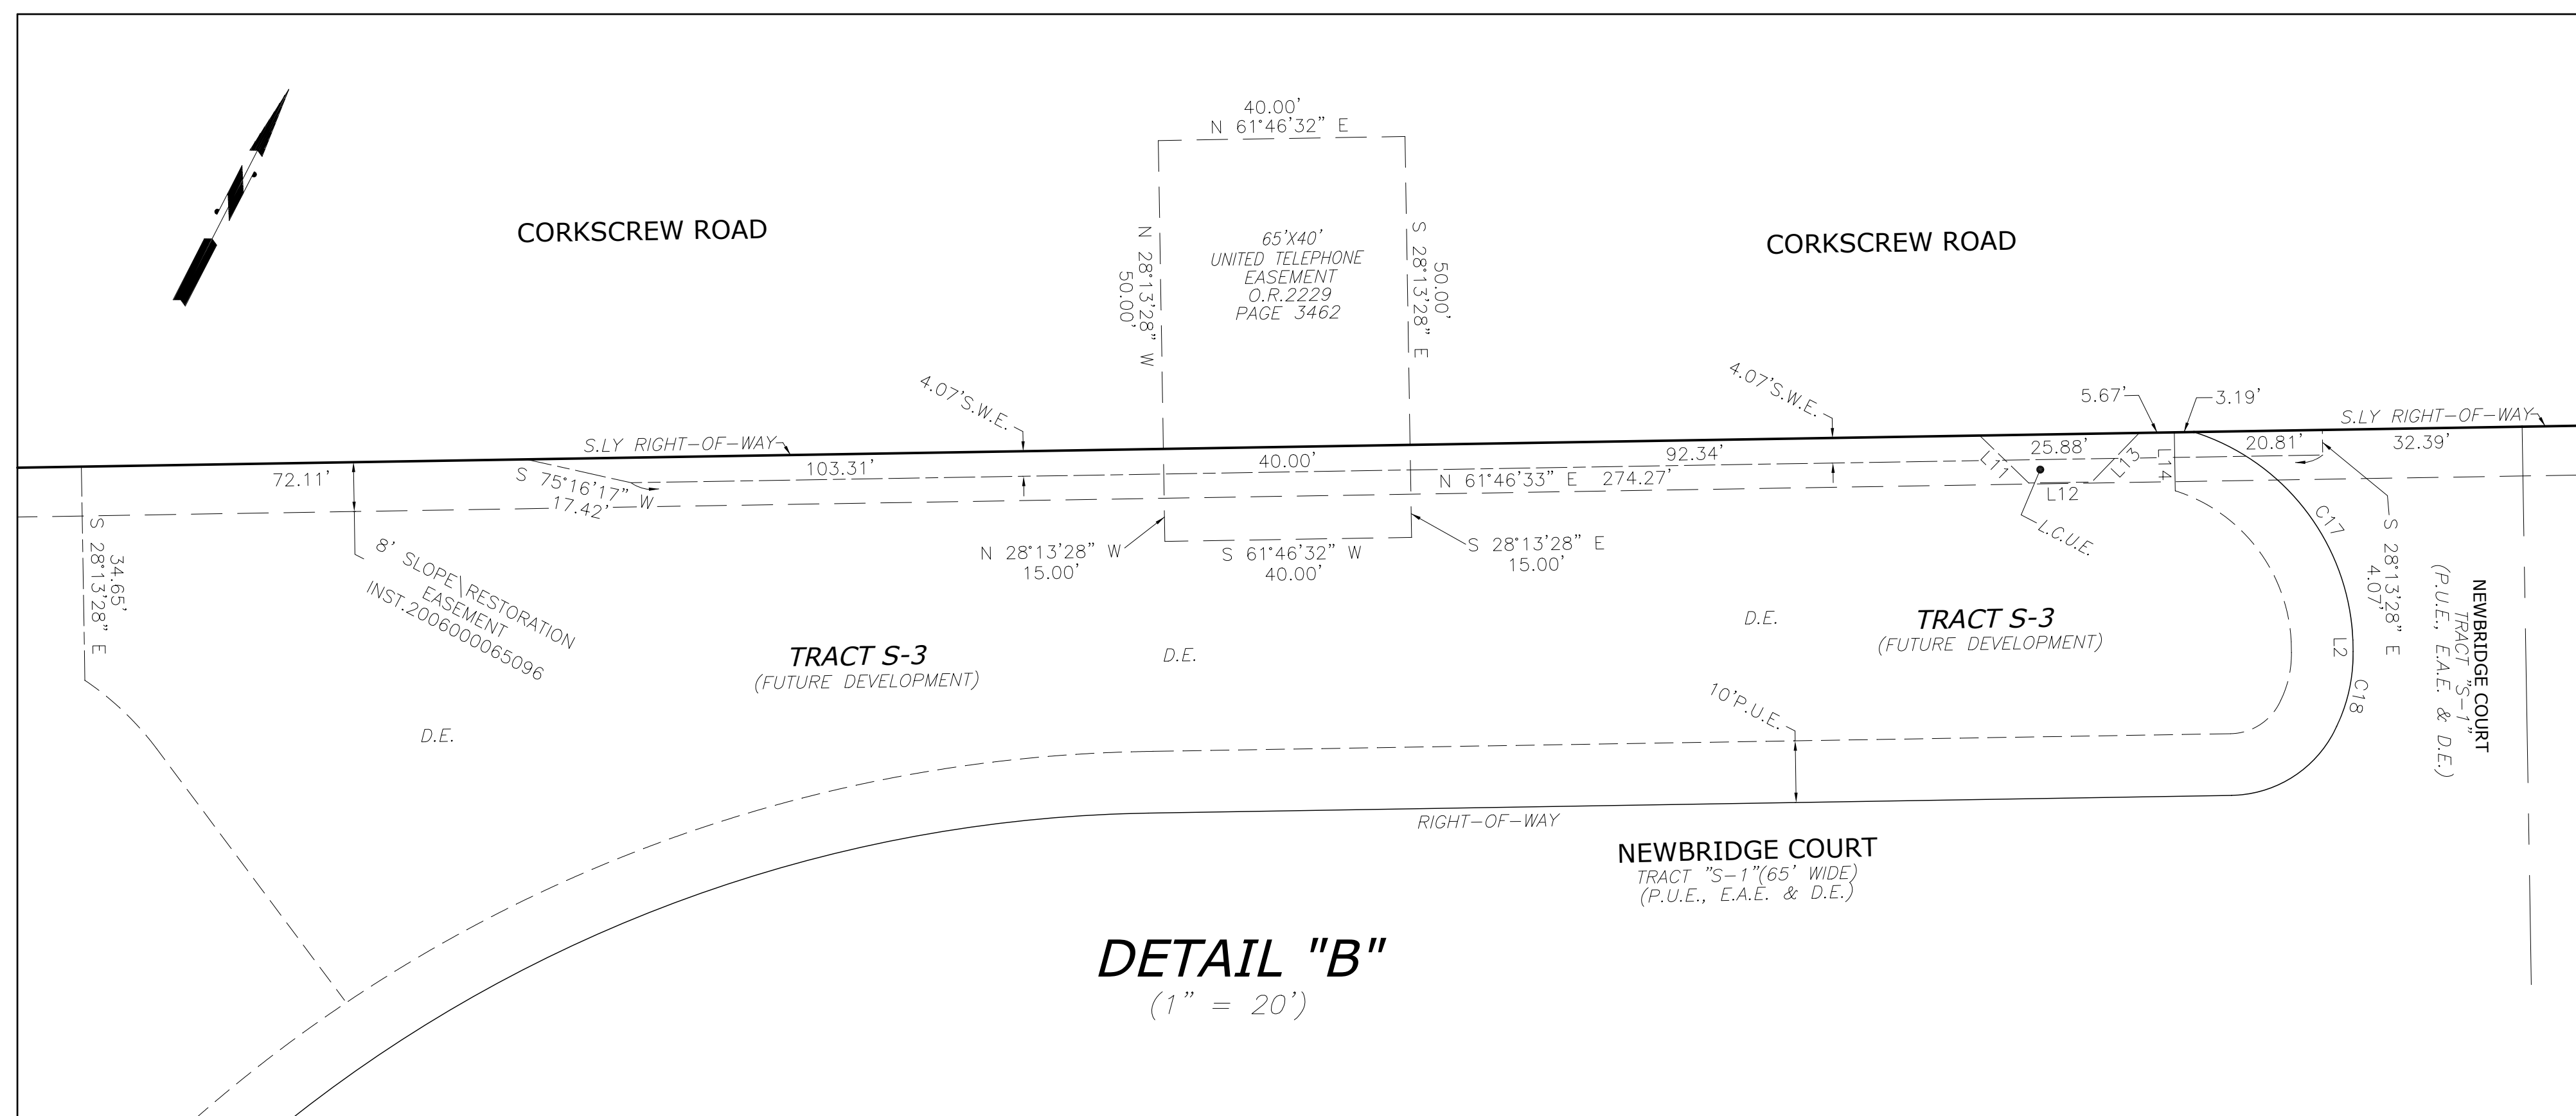 40.00'
N 61°46'32" E
CORKSCREW ROAD
N 28°13'28" W
50.00'
65'X40'
UNITED TELEPHONE
EASEMENT
O.R.2229
PAGE 3462
S 28°13'28" E
50.00'
CORKSCREW ROAD
4.07'S.W.E.
4.07'S.W.E.
5.67'
3.19'
S.LY RIGHT-OF-WAY
S.LY RIGHT-OF-WAY
72.11'
103.31'
40.00'
92.34'
25.88'
20.81'
32.39'
S 75°16'17" W
17.42'
N 61°46'33" E 274.27'
L11
L12
L13
L14
L.C.U.E.
C17
L2
C18
S 28°13'28" E
4.07'
S 28°13'28" E
34.65'
8' SLOPE\RESTORATION
EASEMENT
INST.2006000065096
N 28°13'28" W
15.00'
S 61°46'32" W
40.00'
S 28°13'28" E
15.00'
NEWBRIDGE COURT
TRACT "S-1"
(P.U.E., E.A.E. & D.E.)
D.E.
TRACT S-3
(FUTURE DEVELOPMENT)
D.E.
D.E.
TRACT S-3
(FUTURE DEVELOPMENT)
10'P.U.E.
RIGHT-OF-WAY
NEWBRIDGE COURT
TRACT "S-1"(65' WIDE)
(P.U.E., E.A.E. & D.E.)
DETAIL "B"
(1" = 20')